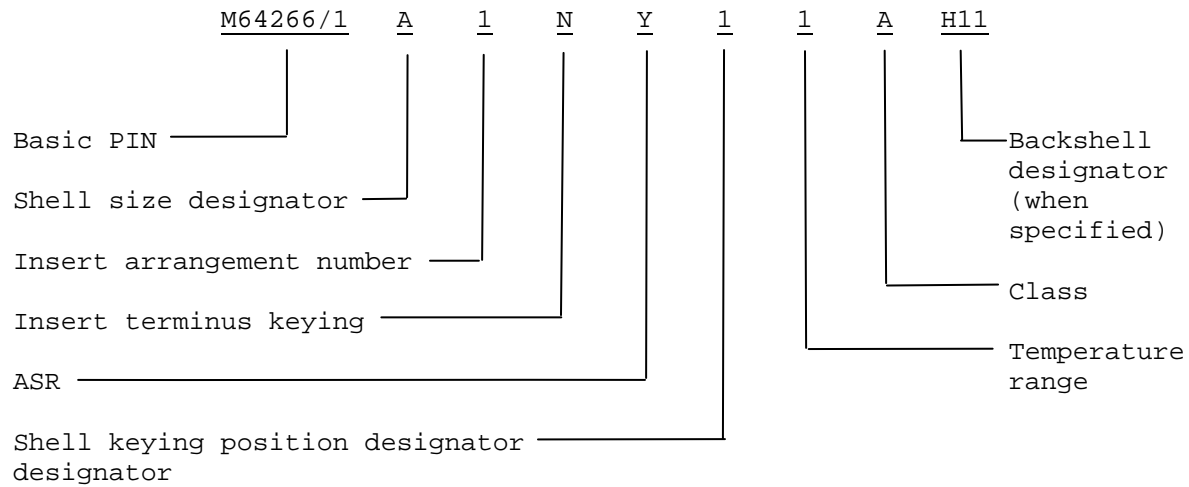 M64266/1 A 1 N Y 1 1 A H11
Basic PIN
Shell size designator
Insert arrangement number
Insert terminus keying
ASR
Shell keying position designator
designator
Backshell
designator
(when
specified)
Class
Temperature
range